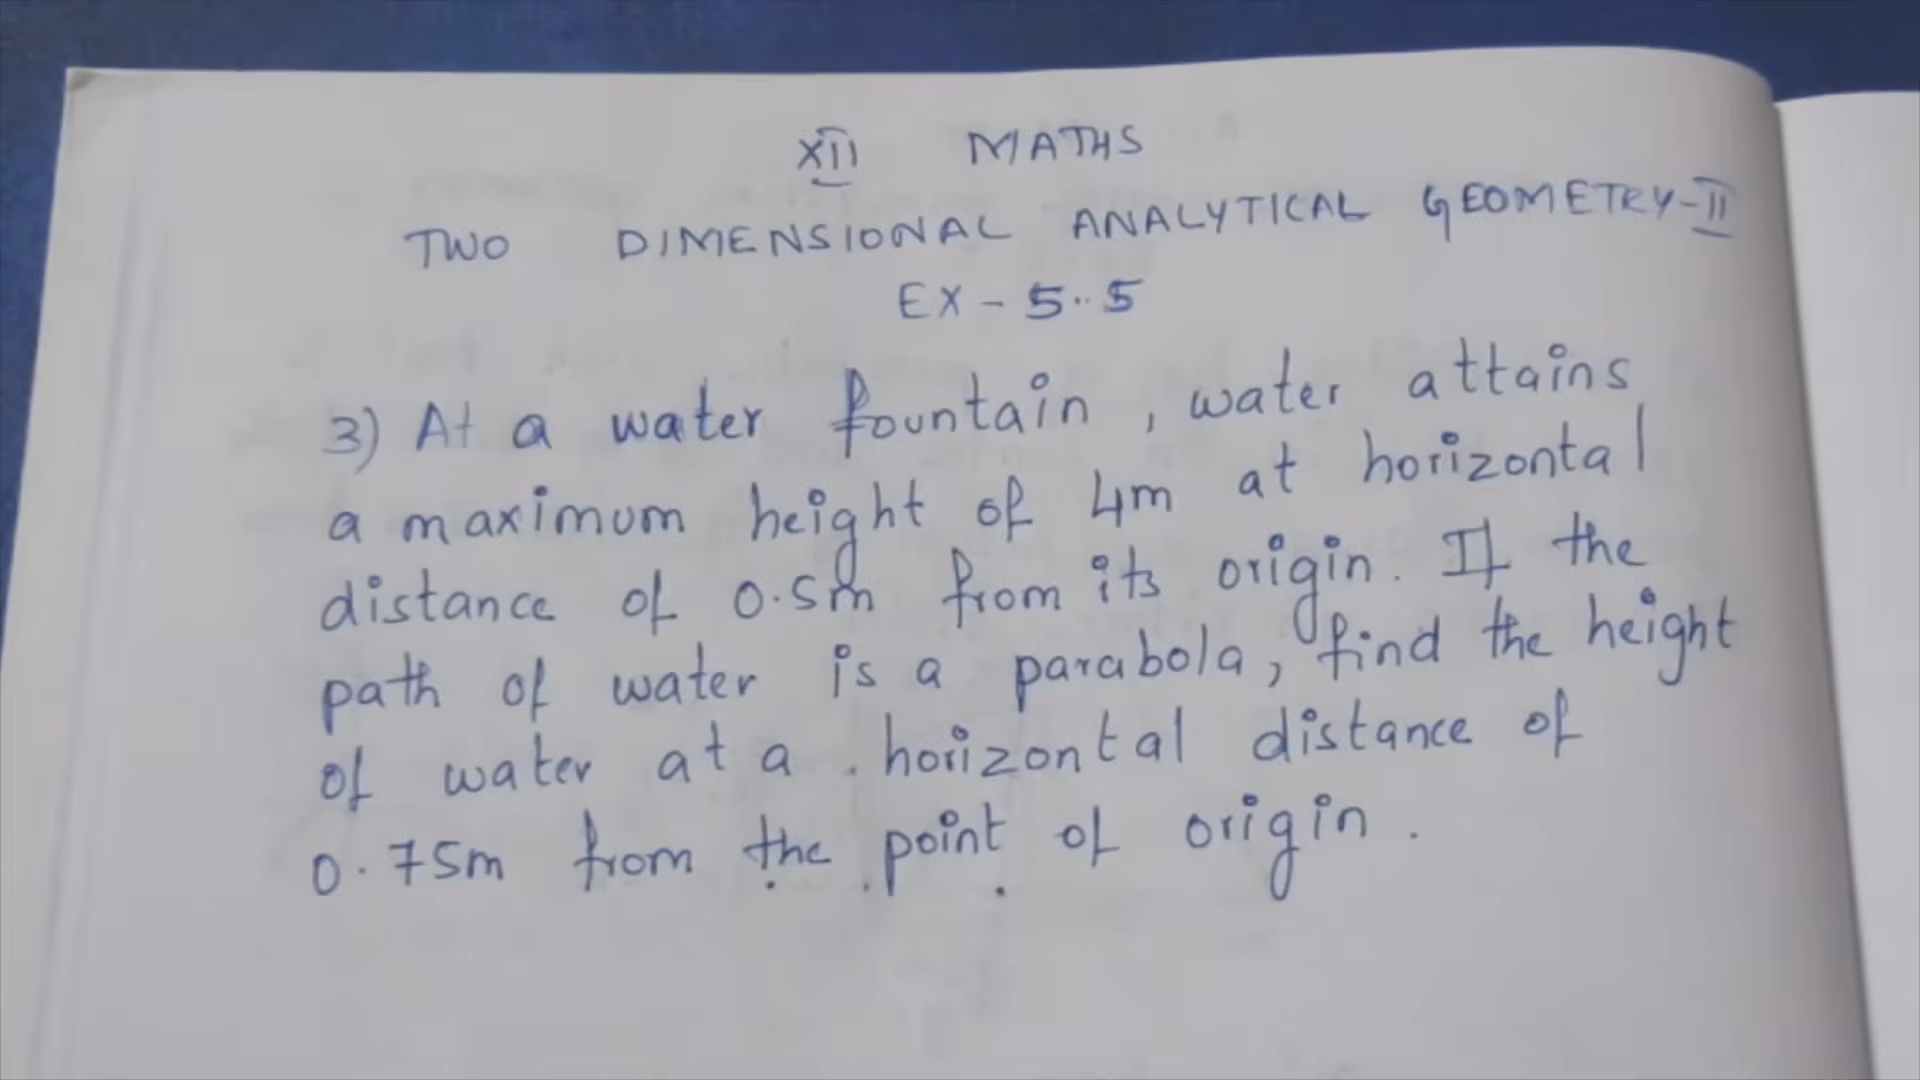 XII MATHS
TWO DIMENSIONAL ANALYTICAL GEOMETRY-II
EX - 5.5
3) At a water fountain, water attains
a maximum height of 4m at horizontal
distance of 0.5m from its origin. If the
path of water is a parabola, find the height
of water at a horizontal distance of
0.75m from the point of origin.